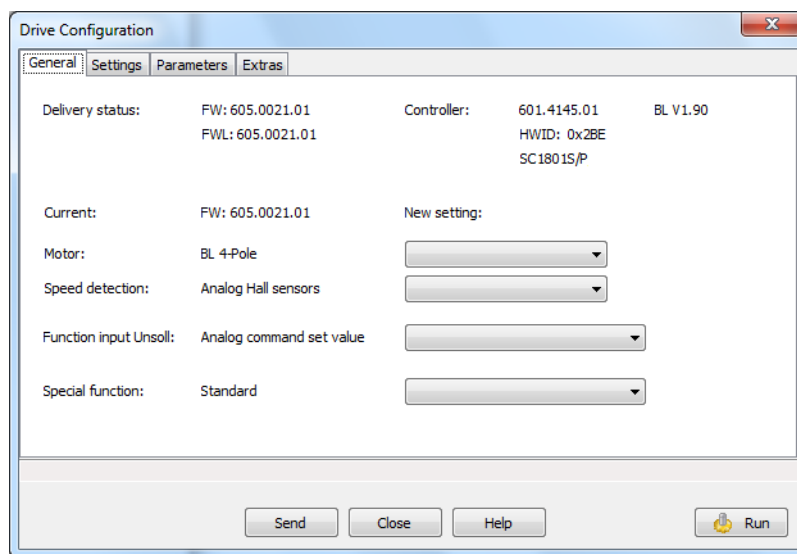 Drive Configuration
General Settings Parameters Extras
Delivery status: FW: 605.0021.01 Controller: 601.4145.01 BL V1.90
FWL: 605.0021.01 HWID: 0x2BE
SC1801S/P
Current: FW: 605.0021.01 New setting:
Motor: BL 4-Pole
Speed detection: Analog Hall sensors
Function input Unsoll: Analog command set value
Special function: Standard
Send Close Help Run